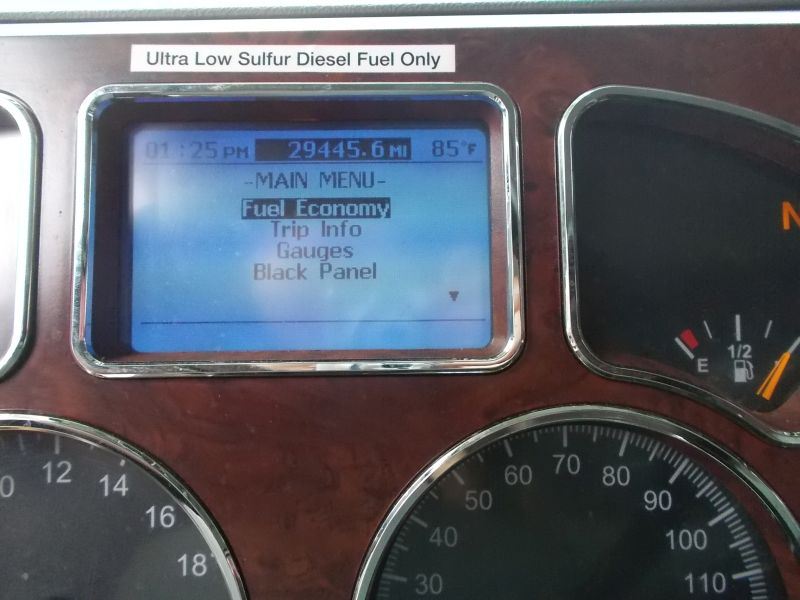 Ultra Low Sulfur Diesel Fuel Only
01:25 PM 29445.6 MI 85°F
-MAIN MENU-
Fuel Economy
Trip Info
Gauges
Black Panel
N
E 1/2
0 12 14 16 18
30 40 50 60 70 80 90 100 110